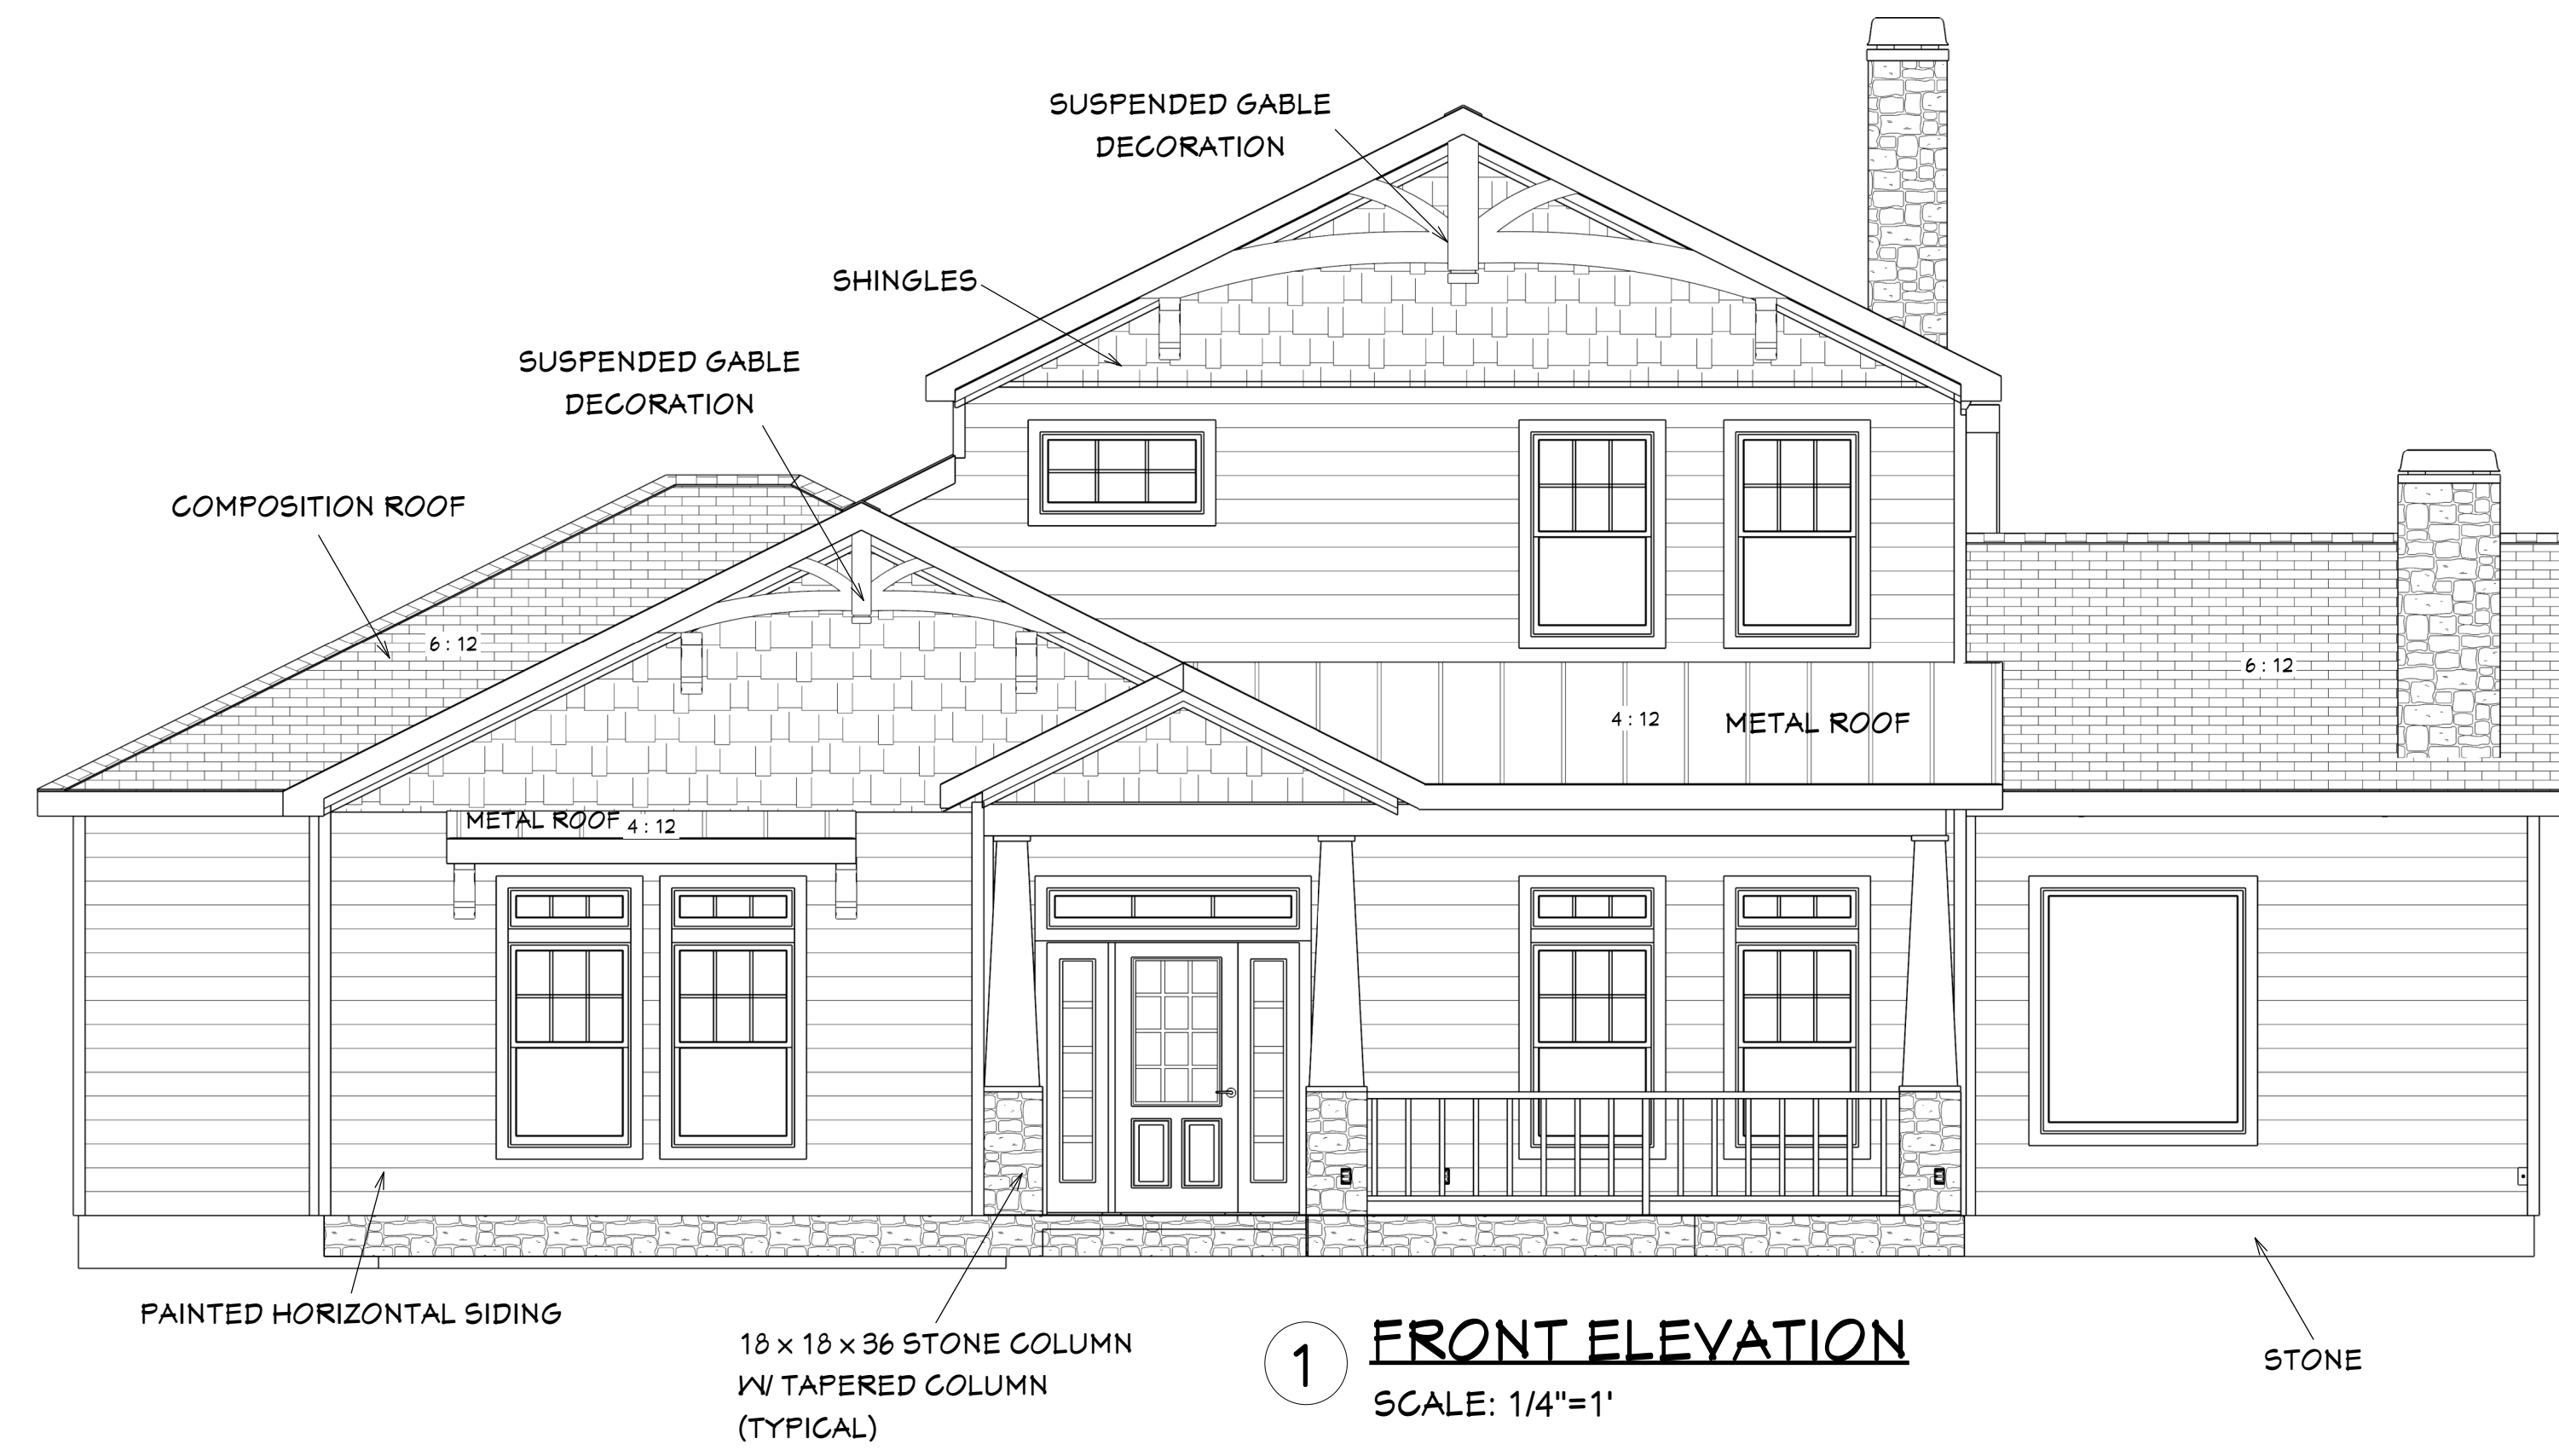 SUSPENDED GABLE
DECORATION
SHINGLES
SUSPENDED GABLE
DECORATION
COMPOSITION ROOF
6 : 12
6 : 12
4 : 12
METAL ROOF
METAL ROOF
4 : 12
PAINTED HORIZONTAL SIDING
18 x 18 x 36 STONE COLUMN
W/ TAPERED COLUMN
(TYPICAL)
1
FRONT ELEVATION
SCALE: 1/4"=1'
STONE